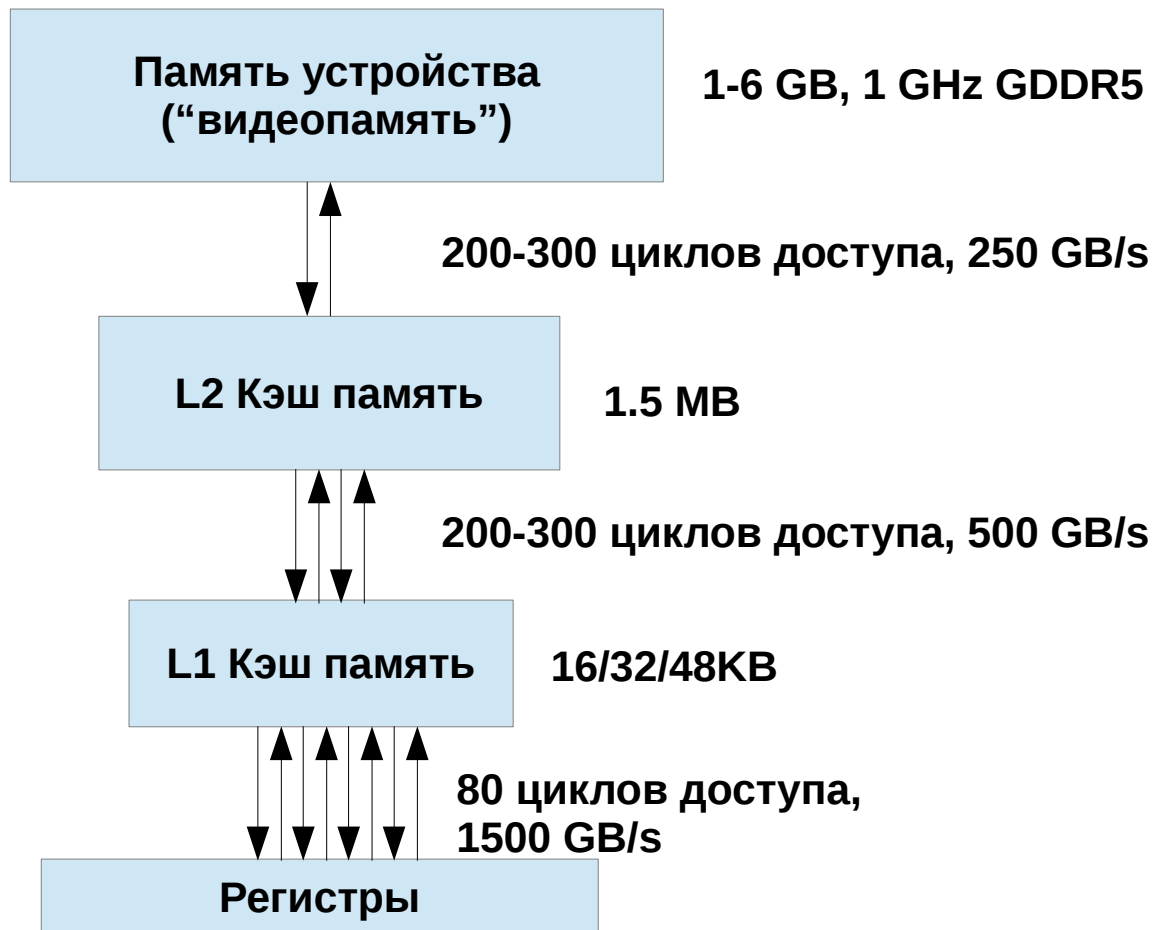 Память устройства
(“видеопамять”)
1-6 GB, 1 GHz GDDR5
200-300 циклов доступа, 250 GB/s
L2 Кэш память
1.5 MB
200-300 циклов доступа, 500 GB/s
L1 Кэш память
16/32/48KB
80 циклов доступа,
1500 GB/s
Регистры